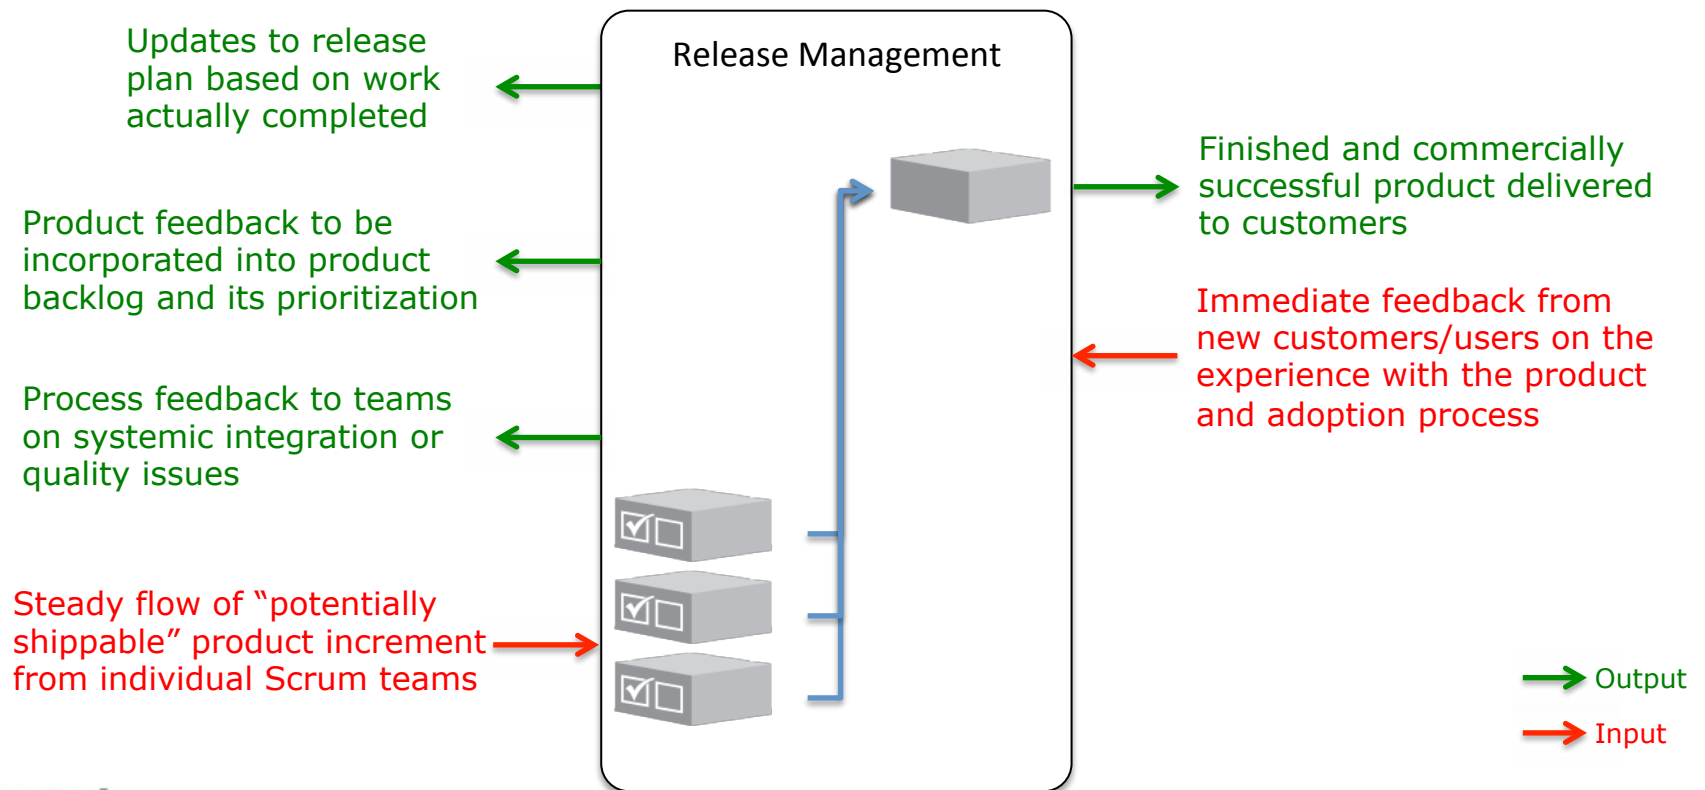 Release Management
Updates to release
plan based on work
actually completed
Product feedback to be
incorporated into product
backlog and its prioritization
Process feedback to teams
on systemic integration or
quality issues
Steady flow of “potentially
shippable” product increment
from individual Scrum teams
Finished and commercially
successful product delivered
to customers
Immediate feedback from
new customers/users on the
experience with the product
and adoption process
Output
Input